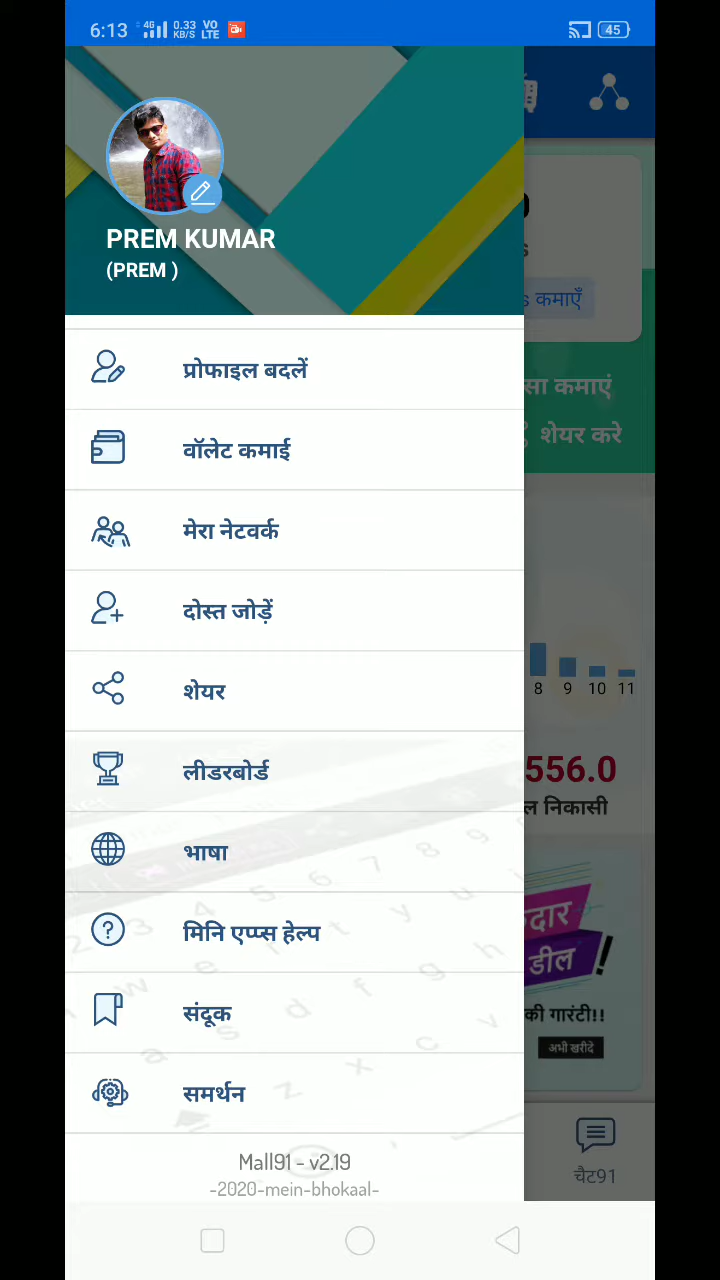 6:13 4G 0.33 KB/S VO LTE 45
PREM KUMAR
(PREM )
कमाएँ
प्रोफाइल बदलें
सा कमाएं
शेयर करे
वॉलेट कमाई
मेरा नेटवर्क
दोस्त जोड़ें
शेयर
8 9 10 11
लीडरबोर्ड
556.0
ल निकासी
भाषा
मिनि एप्प्स हेल्प
दार
डील !
संदूक
की गारंटी!!
अभी खरीदे
समर्थन
Mall91 - v2.19
-2020-mein-bhokaal-
चैट91